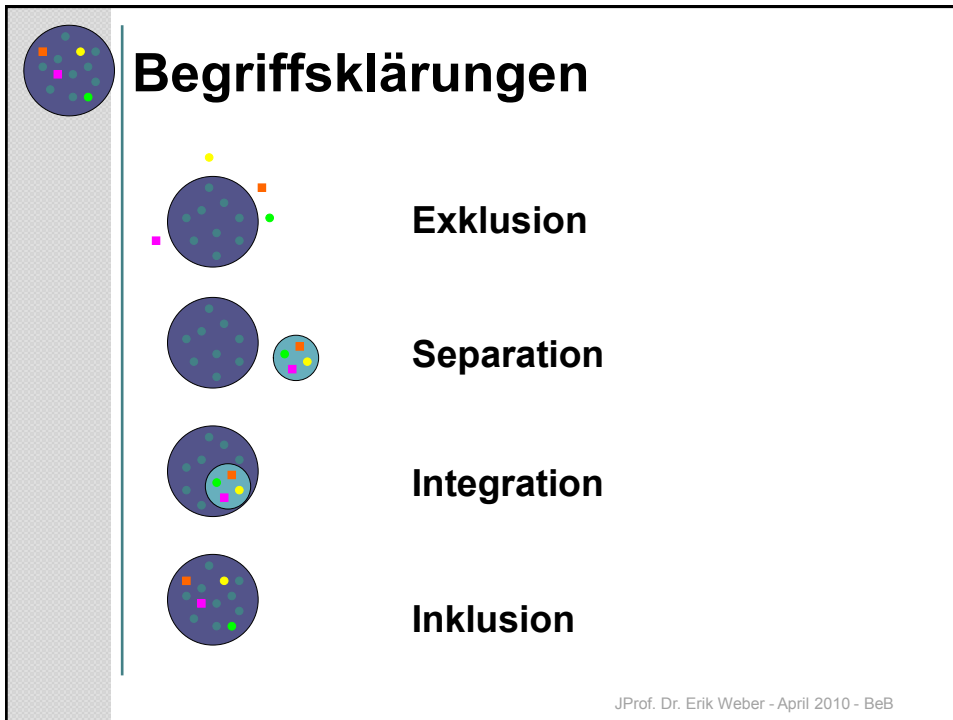 Begriffsklärungen
Exklusion
Separation
Integration
Inklusion
JProf. Dr. Erik Weber - April 2010 - BeB